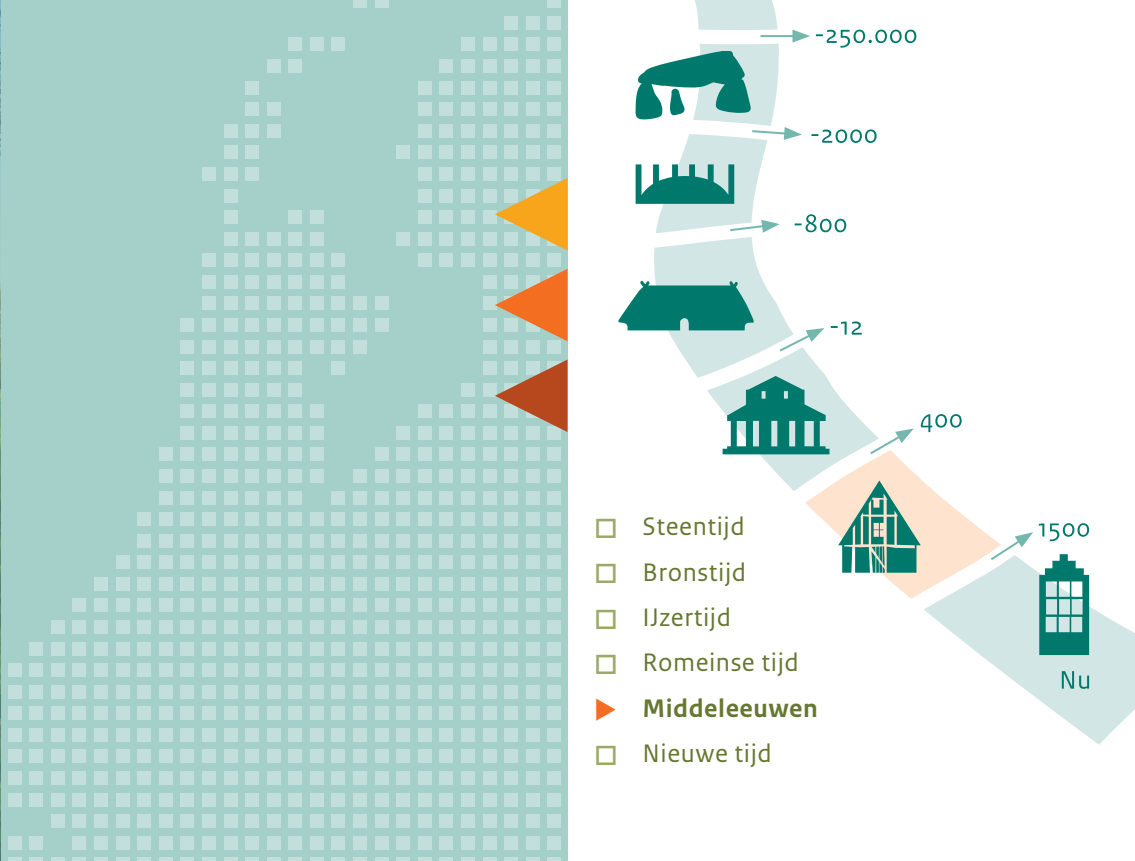 -250.000
-2000
-800
-12
400
1500
Nu
Steentijd
Bronstijd
IJzertijd
Romeinse tijd
Middeleeuwen
Nieuwe tijd